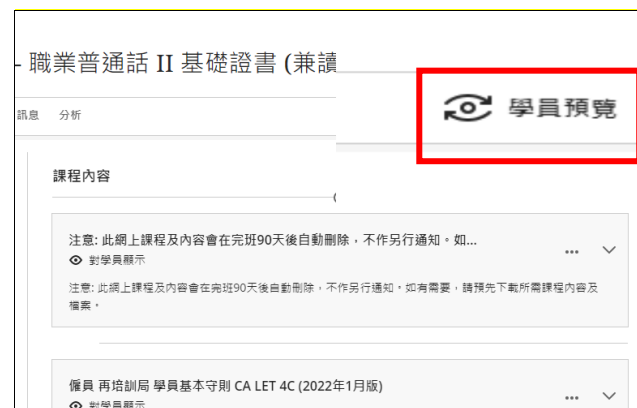 - 職業普通話 II 基礎證書 (兼讀
學員預覽
訊息 分析
課程內容
注意: 此網上課程及內容會在完班90天後自動刪除，不作另行通知。如...
對學員顯示
注意: 此網上課程及內容會在完班90天後自動刪除，不作另行通知。如有需要，請預先下載所需課程內容及
檔案。
僱員 再培訓局 學員基本守則 CA LET 4C (2022年1月版)
對學員顯示